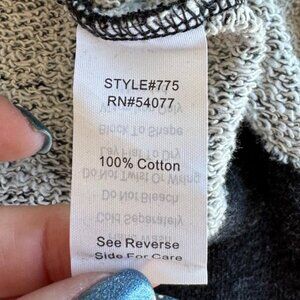 STYLE#775
RN#54077
100% Cotton
See Reverse
Side For Care